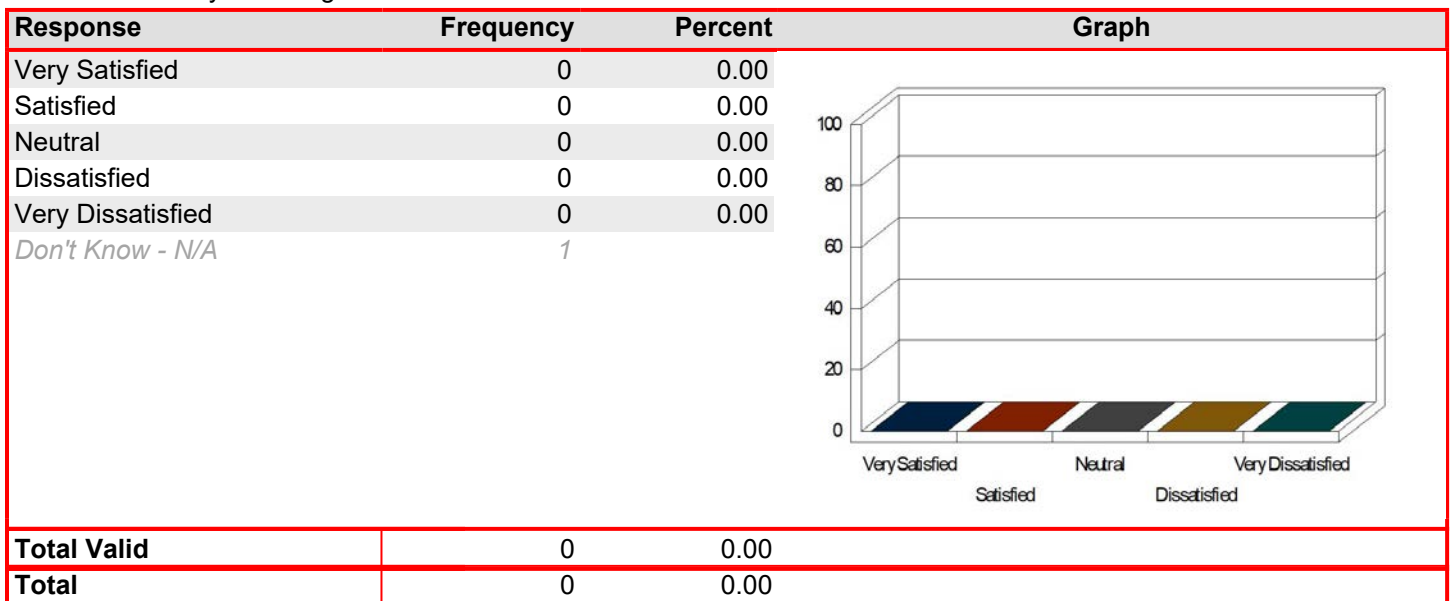 Response Frequency Percent Graph
Very Satisfied 0 0.00
Satisfied 0 0.00
Neutral 0 0.00
Dissatisfied 0 0.00
Very Dissatisfied 0 0.00
Don't Know - N/A 1
100
80
60
40
20
0
Very Satisfied Neutral Very Dissatisfied
Satisfied Dissatisfied
Total Valid 0 0.00
Total 0 0.00